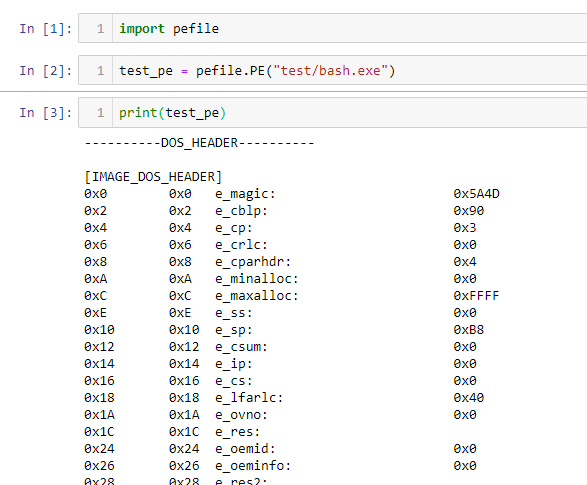 In [1]: 1 import pefile
In [2]: 1 test_pe = pefile.PE("test/bash.exe")
In [3]: 1 print(test_pe)
----------DOS_HEADER----------
[IMAGE_DOS_HEADER]
0x0 0x0 e_magic: 0x5A4D
0x2 0x2 e_cblp: 0x90
0x4 0x4 e_cp: 0x3
0x6 0x6 e_crlc: 0x0
0x8 0x8 e_cparhdr: 0x4
0xA 0xA e_minalloc: 0x0
0xC 0xC e_maxalloc: 0xFFFF
0xE 0xE e_ss: 0x0
0x10 0x10 e_sp: 0xB8
0x12 0x12 e_csum: 0x0
0x14 0x14 e_ip: 0x0
0x16 0x16 e_cs: 0x0
0x18 0x18 e_lfarlc: 0x40
0x1A 0x1A e_ovno: 0x0
0x1C 0x1C e_res:
0x24 0x24 e_oemid: 0x0
0x26 0x26 e_oeminfo: 0x0
0x28 0x28 e_res2: